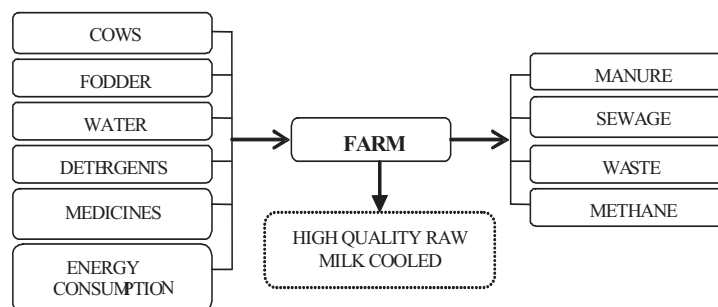 COWS
FODDER
WATER
DETERGENTS
MEDICINES
ENERGY
CONSUMPTION
FARM
HIGH QUALITY RAW
MILK COOLED
MANURE
SEWAGE
WASTE
METHANE